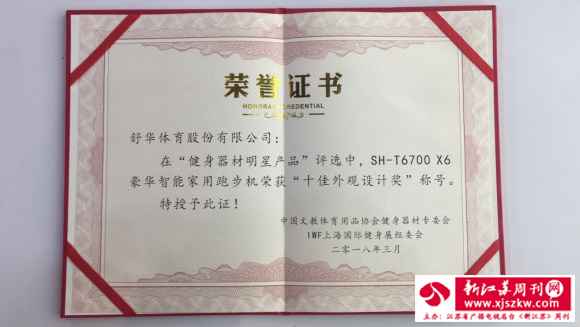 荣誉证书
HONORARY CREDENTIAL
舒华体育股份有限公司：
在“健身器材明星产品”评选中，SH-T6700 X6
豪华智能家用跑步机荣获“十佳外观设计奖”称号。
特授予此证！
中国文教体育用品协会健身器材专委会
IWF上海国际健身展组委会
二〇一八年三月
新江苏周刊网
www.xjszkw.com
主办：江苏省广播电视总台《新江苏》周刊